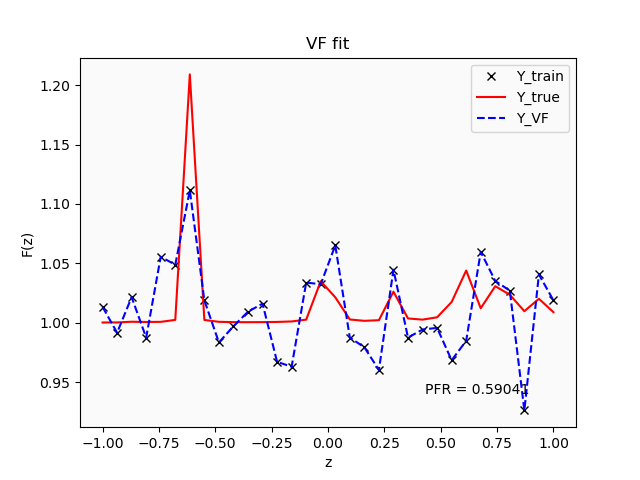 VF fit
Y_train
Y_true
Y_VF
F(z)
1.20
1.15
1.10
1.05
1.00
0.95
PFR = 0.59041
−1.00 −0.75 −0.50 −0.25 0.00 0.25 0.50 0.75 1.00
z